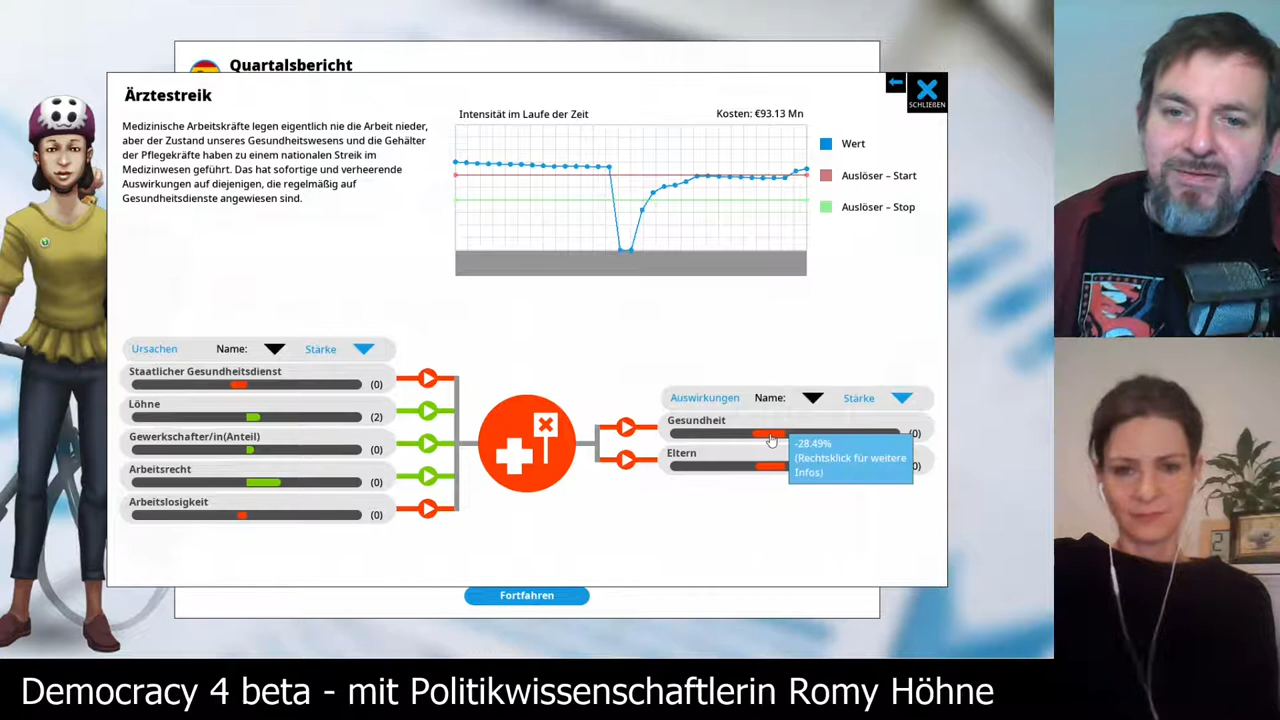 Quartalsbericht
Ärztestreik
SCHLIEẞEN
Medizinische Arbeitskräfte legen eigentlich nie die Arbeit nieder,
aber der Zustand unseres Gesundheitswesens und die Gehälter
der Pflegekräfte haben zu einem nationalen Streik im
Medizinwesen geführt. Das hat sofortige und verheerende
Auswirkungen auf diejenigen, die regelmäßig auf
Gesundheitsdienste angewiesen sind.
Intensität im Laufe der Zeit
Kosten: €93.13 Mn
Wert
Auslöser – Start
Auslöser – Stop
Ursachen Name: Stärke
Staatlicher Gesundheitsdienst
(0)
Löhne
(2)
Gewerkschafter/in(Anteil)
(0)
Arbeitsrecht
(0)
Arbeitslosigkeit
(0)
Auswirkungen Name: Stärke
Gesundheit
(0)
Eltern
-28.49%
(Rechtsklick für weitere
Infos)
Fortfahren
Democracy 4 beta - mit Politikwissenschaftlerin Romy Höhne